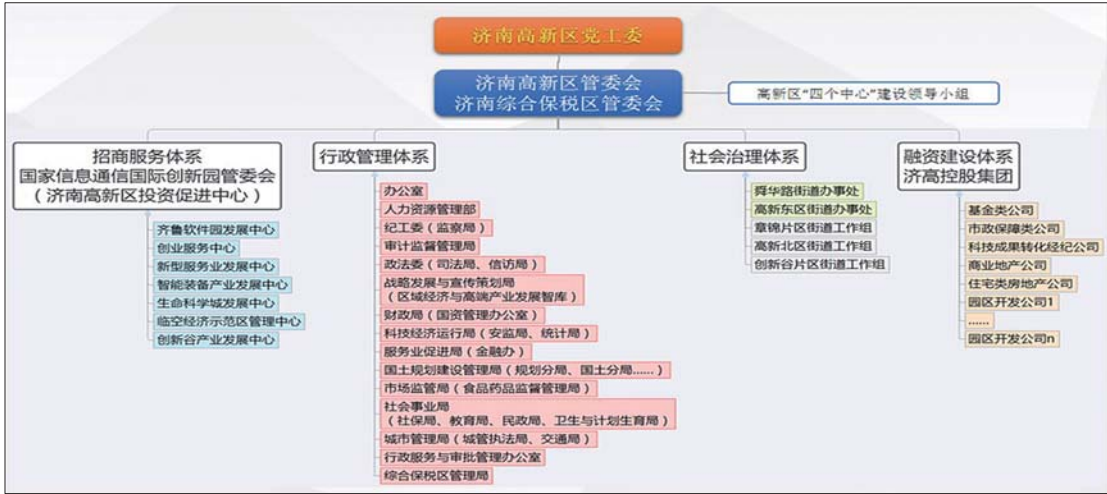 济南高新区党工委
济南高新区管委会
济南综合保税区管委会
高新区“四个中心”建设领导小组
招商服务体系
国家信息通信国际创新园管委会
（济南高新区投资促进中心）
齐鲁软件园发展中心
创业服务中心
新型服务业发展中心
智能装备产业发展中心
生命科学城发展中心
临空经济示范区管理中心
创新谷产业发展中心
行政管理体系
办公室
人力资源管理部
纪工委（监察局）
审计监督管理局
政法委（司法局、信访局）
战略发展与宣传策划局
（区域经济与高端产业发展智库）
财政局（国资管理办公室）
科技经济运行局（安监局、统计局）
服务业促进局（金融办）
国土规划建设管理局（规划分局、国土分局......）
市场监管局（食品药品监督管理局）
社会事业局
（社保局、教育局、民政局、卫生与计划生育局）
城市管理局（城管执法局、交通局）
行政服务与审批管理办公室
综合保税区管理局
社会治理体系
舜华路街道办事处
高新东区街道办事处
章锦片区街道工作组
高新北区街道工作组
创新谷片区街道工作组
融资建设体系
济高控股集团
基金类公司
市政保障类公司
科技成果转化经纪公司
商业地产公司
住宅类房地产公司
园区开发公司1
......
园区开发公司n